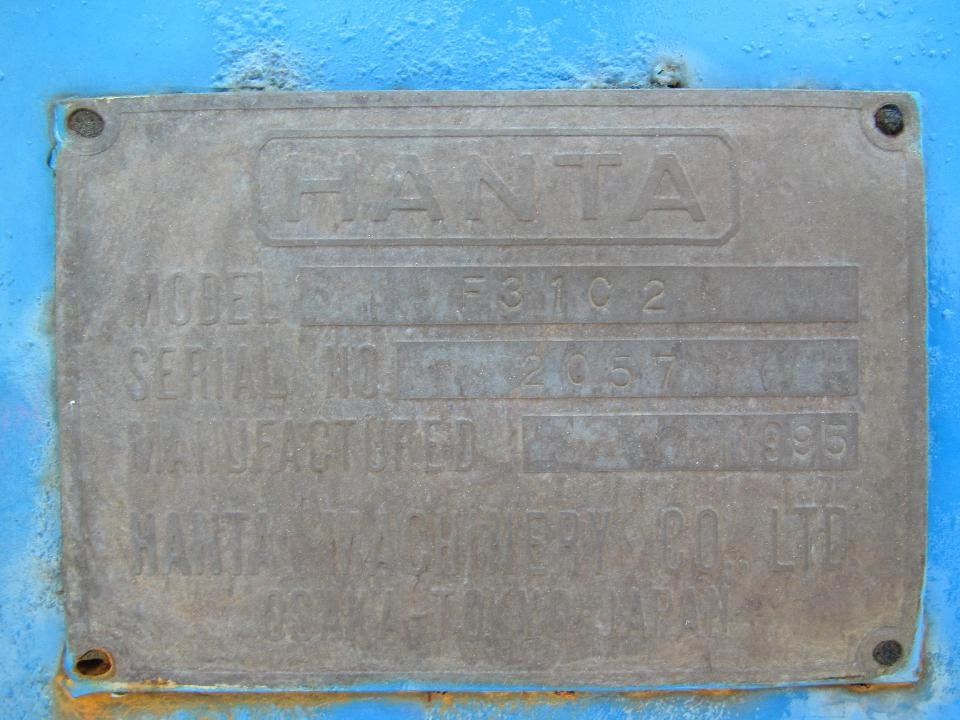 HANTA
MODEL F31C2
SERIAL NO. 2057
MANUFACTURED 1995
HANTA MACHINERY CO., LTD
OSAKA-TOKYO JAPAN